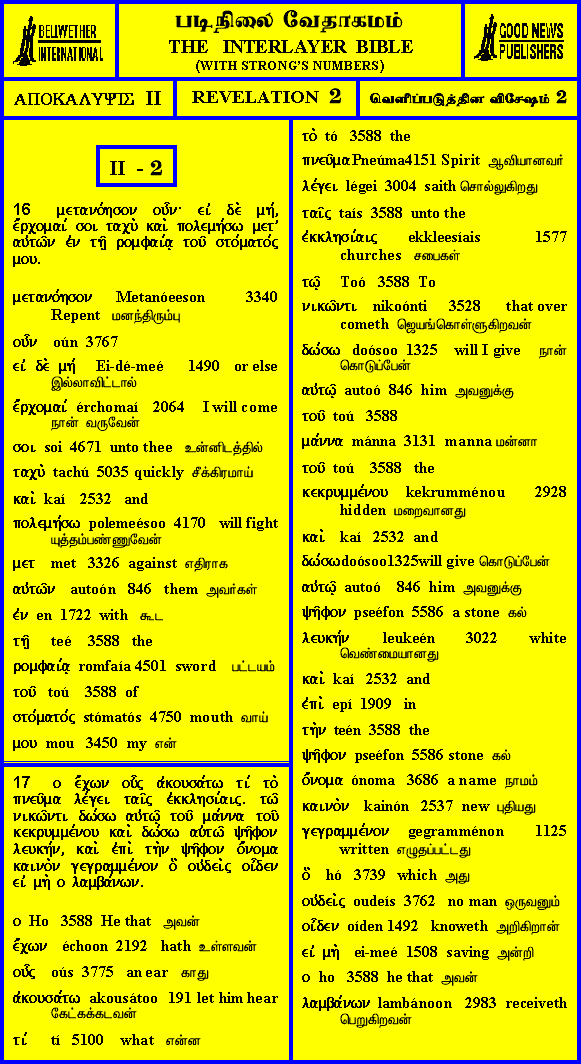 BELLWETHER
INTERNATIONAL
படிநிலை வேதாகமம்
THE INTERLAYER BIBLE
(WITH STRONG'S NUMBERS)
GOOD NEWS
PUBLISHERS
ΑΠΟΚΑΛΥΨΙΣ II
REVELATION 2
வெளிப்படுத்தின விசேஷம் 2
II - 2
16 μετανόησον οὖν· εἰ δὲ μή,
ἔρχομαί σοι ταχὺ καὶ πολεμήσω μετ'
αὐτῶν ἐν τῇ ρομφαίᾳ τοῦ στόματός
μου.
μετανόησον Metanóeeson 3340
Repent மனந்திரும்பு
οὖν oún 3767
εἰ δὲ μή Ei-dé-meé 1490 or else
இல்லாவிட்டால்
ἔρχομαί érchomaí 2064 I will come
நான் வருவேன்
σοι soi 4671 unto thee உன்னிடத்தில்
ταχὺ tachú 5035 quickly சீக்கிரமாய்
καὶ kaí 2532 and
πολεμήσω polemeésoo 4170 will fight
யுத்தம்பண்ணுவேன்
μετ met 3326 against எதிராக
αὐτῶν autoón 846 them அவர்கள்
ἐν en 1722 with கூட
τῇ teé 3588 the
ρομφαίᾳ romfaía 4501 sword பட்டயம்
τοῦ toú 3588 of
στόματός stómatós 4750 mouth வாய்
μου mou 3450 my என்
17 ο ἔχων οὖς ἀκουσάτω τί τὸ
πνεῦμα λέγει ταῖς ἐκκλησίαις. τῶ
νικῶντι δώσω αὐτῷ τοῦ μάννα τοῦ
κεκρυμμένου καὶ δώσω αὐτῷ ψῆφον
λευκήν, καὶ ἐπὶ τὴν ψῆφον ὄνομα
καινὸν γεγραμμένον ὃ οὐδεὶς οἶδεν
εἰ μὴ ο λαμβάνων.
ο Ho 3588 He that அவன்
ἔχων échoon 2192 hath உள்ளவன்
οὖς oús 3775 an ear காது
ἀκουσάτω akousátoo 191 let him hear
கேட்கக்கடவன்
τί tí 5100 what என்ன
τὸ tó 3588 the
πνεῦμα Pneúma4151 Spirit ஆவியானவர்
λέγει légei 3004 saith சொல்லுகிறது
ταῖς taís 3588 unto the
ἐκκλησίαις ekkleesíais 1577
churches சபைகள்
τῷ Toó 3588 To
νικῶντι nikoónti 3528 that over
cometh ஜெயங்கொள்ளுகிறவன்
δώσω doósoo 1325 will I give நான்
கொடுப்பேன்
αὐτῷ autoó 846 him அவனுக்கு
τοῦ toú 3588
μάννα mánna 3131 manna மன்னா
τοῦ toú 3588 the
κεκρυμμένου kekrumménou 2928
hidden மறைவானது
καὶ kaí 2532 and
δώσω doósoo1325will give கொடுப்பேன்
αὐτῷ autoó 846 him அவனுக்கு
ψῆφον pseéfon 5586 a stone கல்
λευκήν leukeén 3022 white
வெண்மையானது
καὶ kaí 2532 and
ἐπὶ epí 1909 in
τὴν teén 3588 the
ψῆφον pseéfon 5586 stone கல்
ὄνομα ónoma 3686 a name நாமம்
καινὸν kainón 2537 new புதியது
γεγραμμένον gegramménon 1125
written எழுதப்பட்டது
ὃ hó 3739 which அது
οὐδεὶς oudeís 3762 no man ஒருவனும்
οἶδεν oíden 1492 knoweth அறிகிறான்
εἰ μὴ ei-meé 1508 saving அன்றி
ο ho 3588 he that அவன்
λαμβάνων lambánoon 2983 receiveth
பெறுகிறவன்